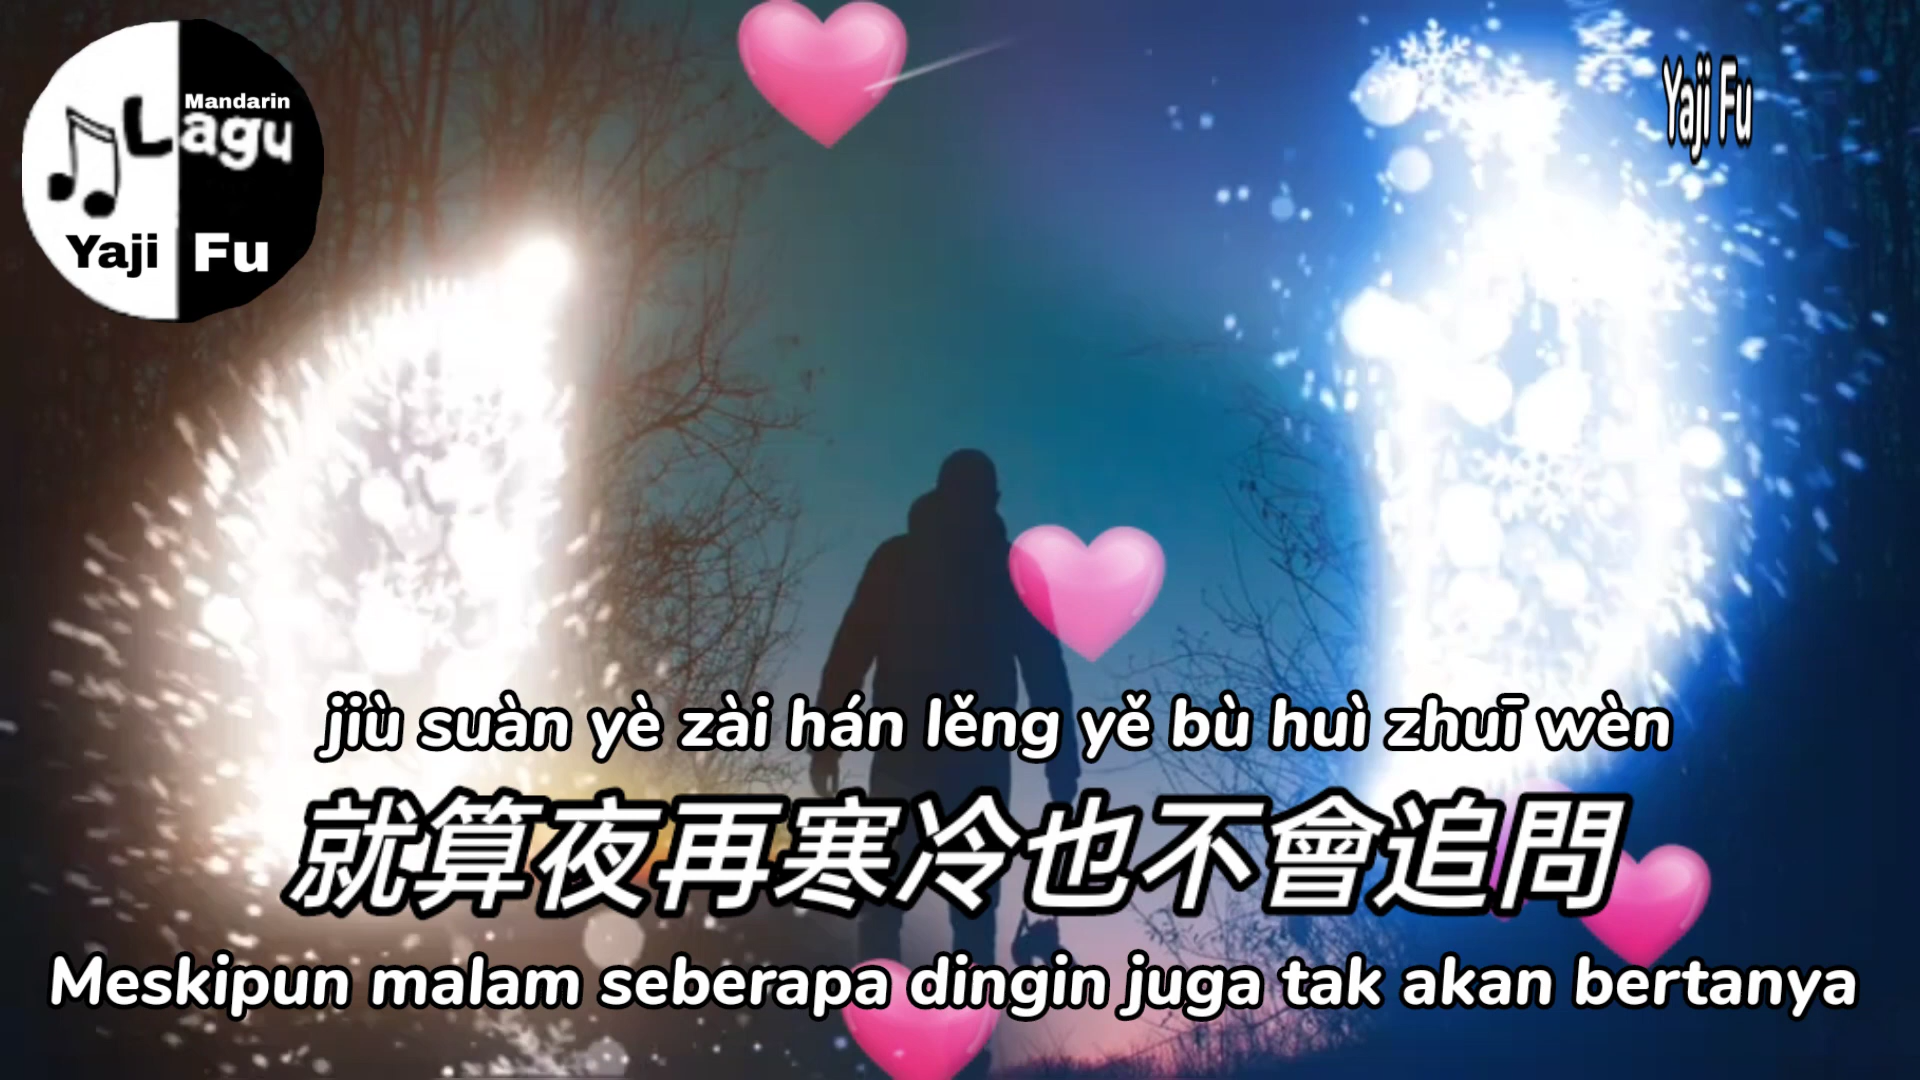 Mandarin
Lagu
Yaji Fu
Yaji Fu
jiù suàn yè zài hán lěng yě bù huì zhuī wèn
就算夜再寒冷也不會追問
Meskipun malam seberapa dingin juga tak akan bertanya